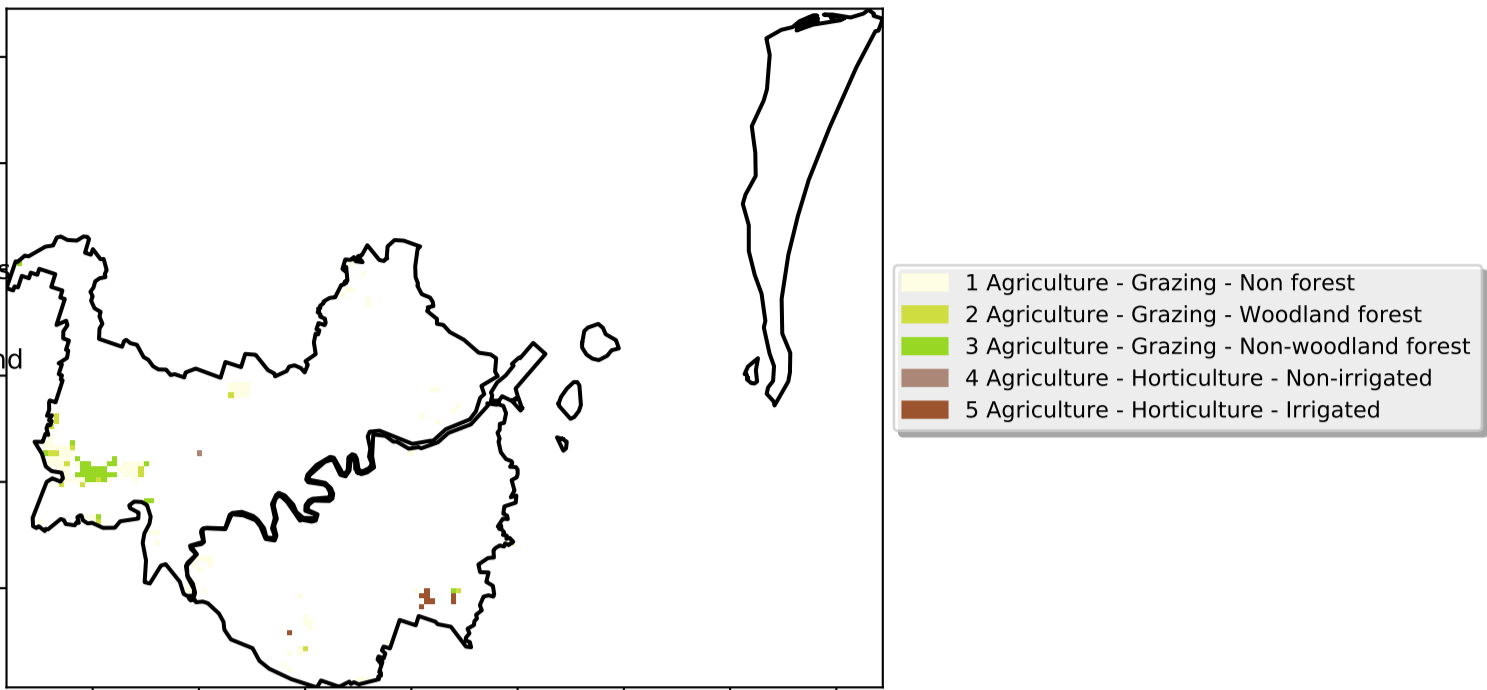 1 Agriculture - Grazing - Non forest
2 Agriculture - Grazing - Woodland forest
3 Agriculture - Grazing - Non-woodland forest
4 Agriculture - Horticulture - Non-irrigated
5 Agriculture - Horticulture - Irrigated